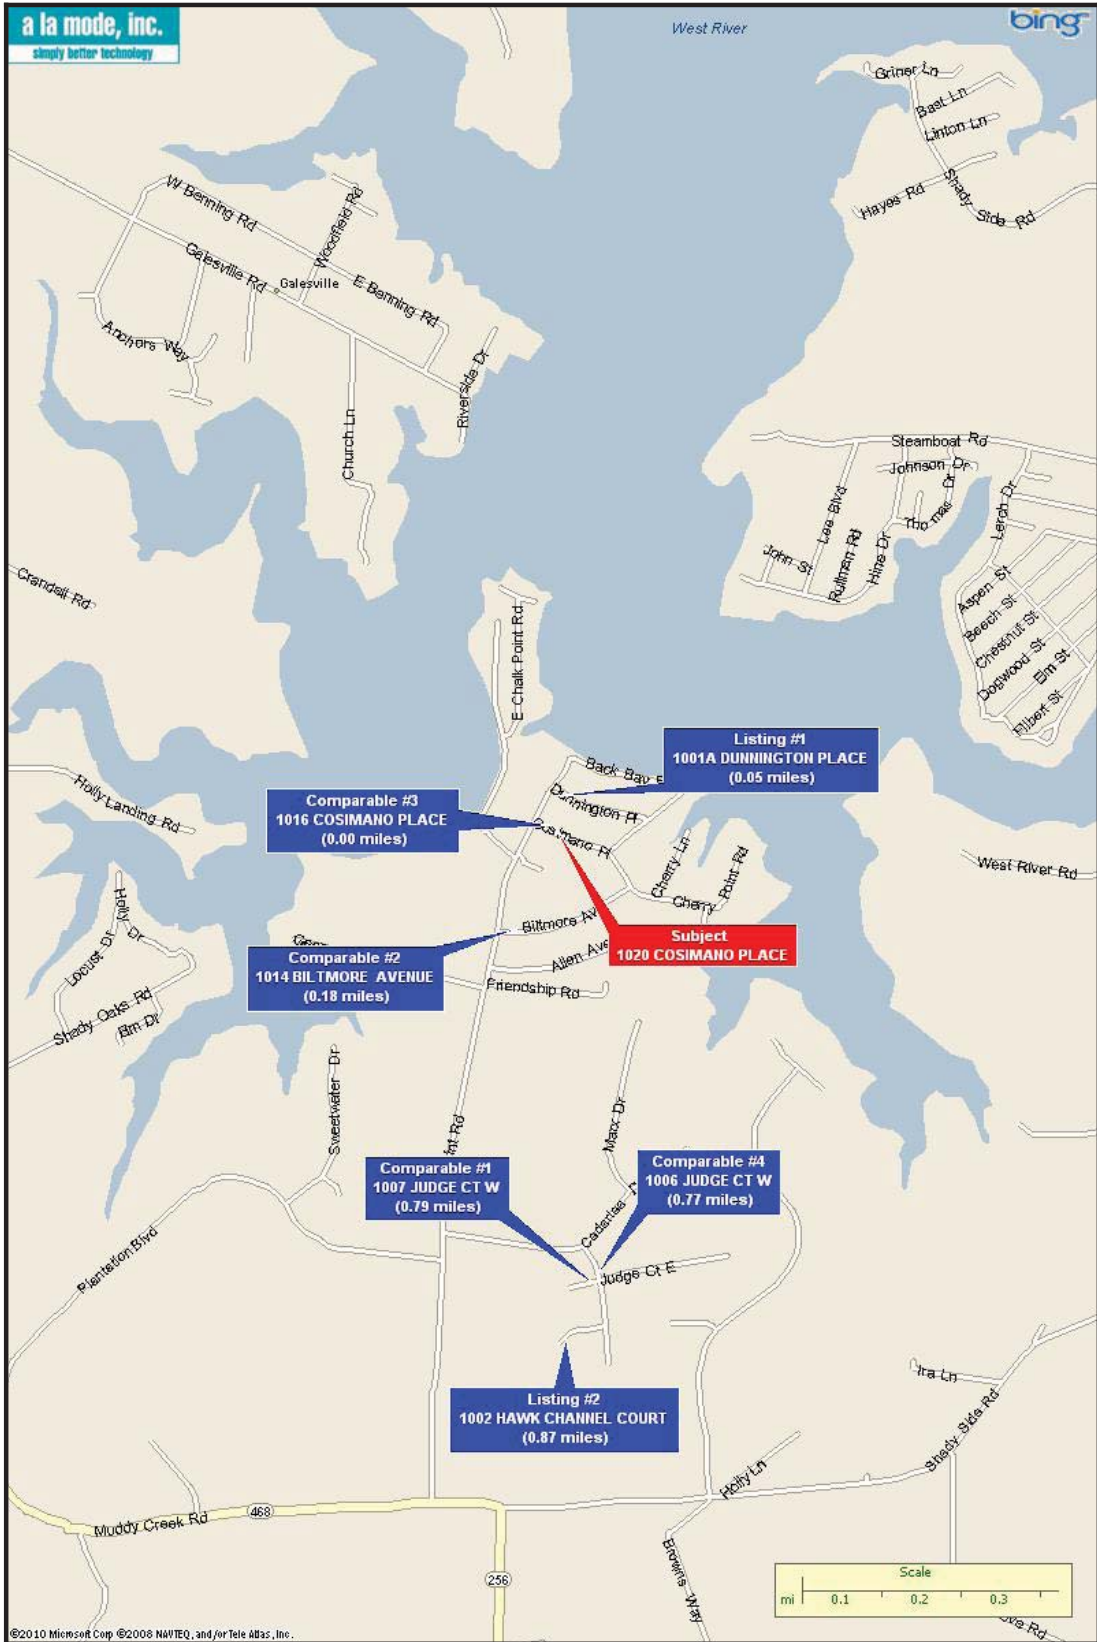 a la mode, inc.
simply better technology
West River
bing
Griner Ln
Bast Ln
Linton Ln
Hayes Rd
Shady Side Rd
W Benning Rd
Woodfield Rd
Galesville Rd
Galesville
E Benning Rd
Anchors Way
Riverside Dr
Church Ln
Steamboat Rd
Johnson Dr
Thomas Dr
Lee Blvd
Lerch Dr
John St
Rullman Rd
Hine Dr
Crandell Rd
Aspen St
Beech St
Chestnut St
Dogwood St
Elm St
Filbert St
E Chalk Point Rd
Listing #1
1001A DUNNINGTON PLACE
(0.05 miles)
Back Bay
Dunnington Pl
Holly Landing Rd
Comparable #3
1016 COSIMANO PLACE
(0.00 miles)
Cosimano Pl
Cherry Ln
Cherry Point Rd
West River Rd
Holly Dr
Locust Dr
Biltmore Av
Subject
1020 COSIMANO PLACE
Comparable #2
1014 BILTMORE AVENUE
(0.18 miles)
Allen Ave
Friendship Rd
Shady Oaks Rd
Elm Dr
Sweetwater Dr
Marx Dr
int Rd
Comparable #1
1007 JUDGE CT W
(0.79 miles)
Comparable #4
1006 JUDGE CT W
(0.77 miles)
Plantation Blvd
Judge Ct E
Ira Ln
Listing #2
1002 HAWK CHANNEL COURT
(0.87 miles)
Shady Side Rd
Holly Ln
468
Muddy Creek Rd
256
Browns Way
Scale
mi 0.1 0.2 0.3
ove Rd
©2010 Microsoft Corp ©2008 NAVTEQ, and/or Tele Atlas, Inc.